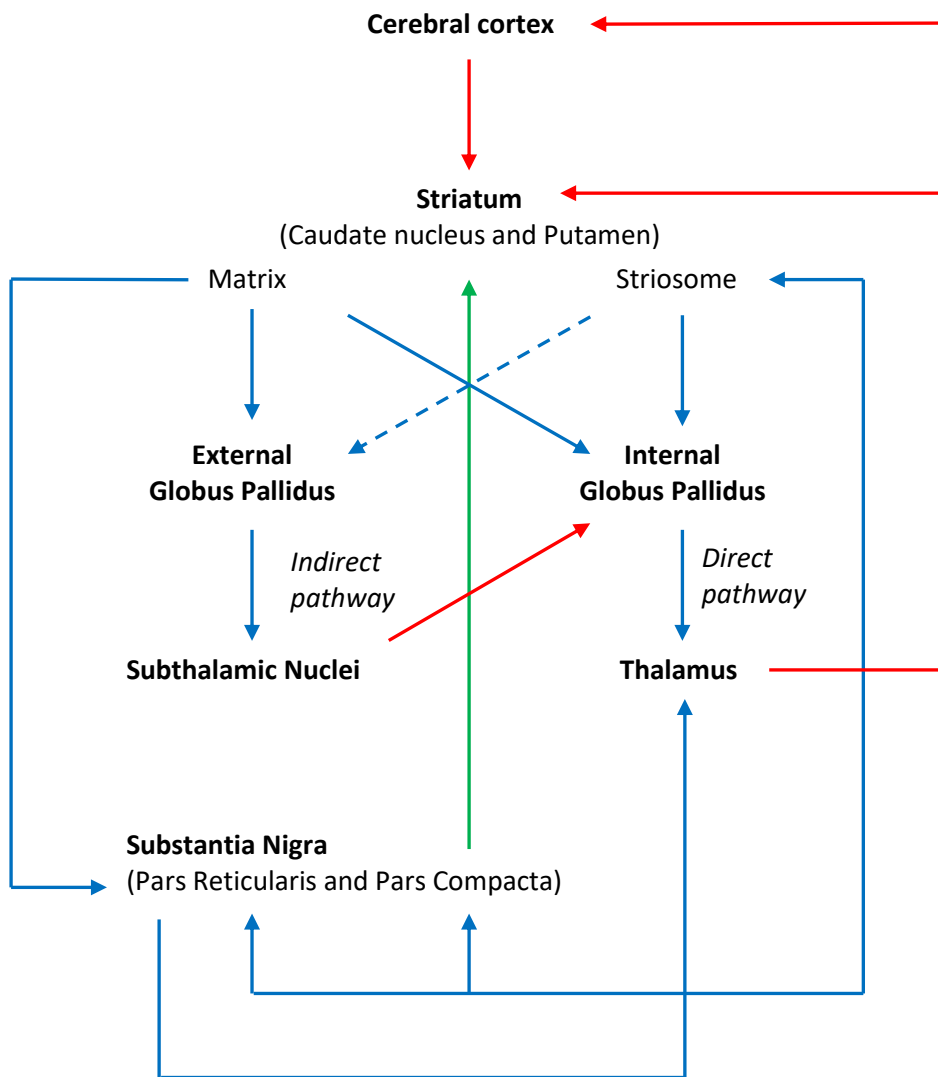 Cerebral cortex
Striatum
(Caudate nucleus and Putamen)
Matrix
Striosome
External
Globus Pallidus
Internal
Globus Pallidus
Indirect
pathway
Direct
pathway
Subthalamic Nuclei
Thalamus
Substantia Nigra
(Pars Reticularis and Pars Compacta)